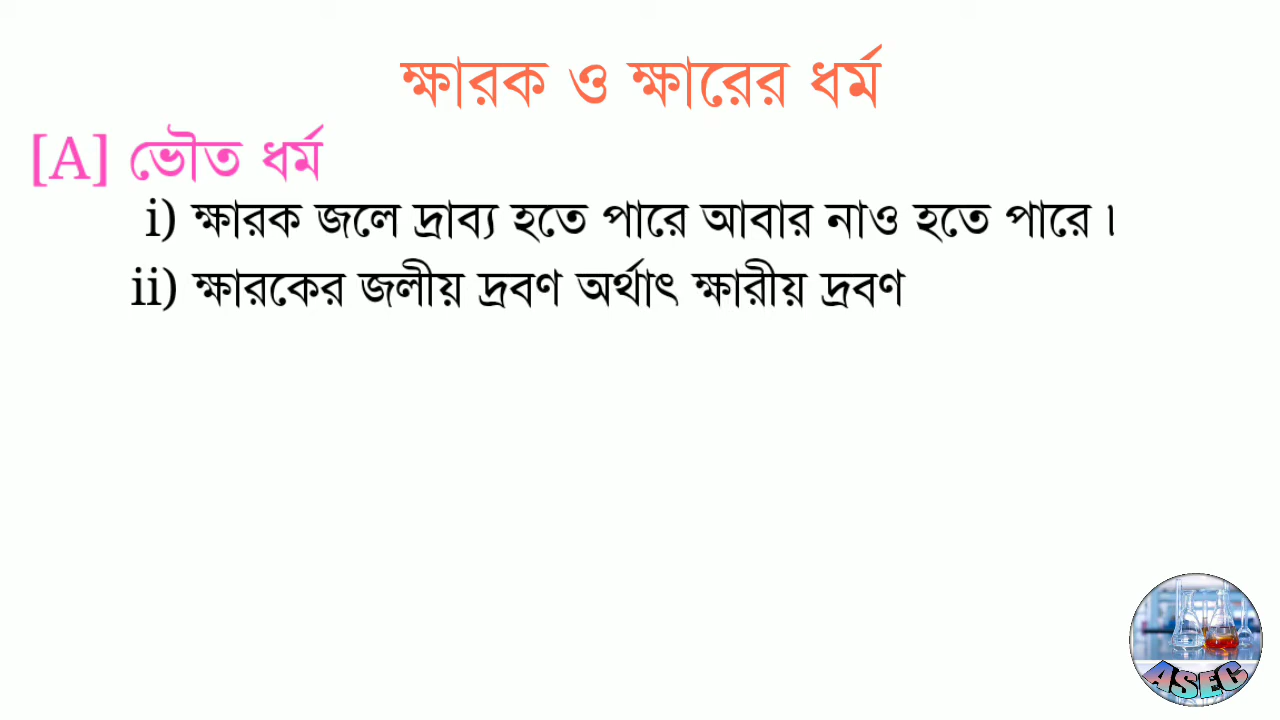 ক্ষারক ও ক্ষারের ধর্ম
[A] ভৌত ধর্ম
i) ক্ষারক জলে দ্রাব্য হতে পারে আবার নাও হতে পারে ৷
ii) ক্ষারকের জলীয় দ্রবণ অর্থাৎ ক্ষারীয় দ্রবণ
ASEC